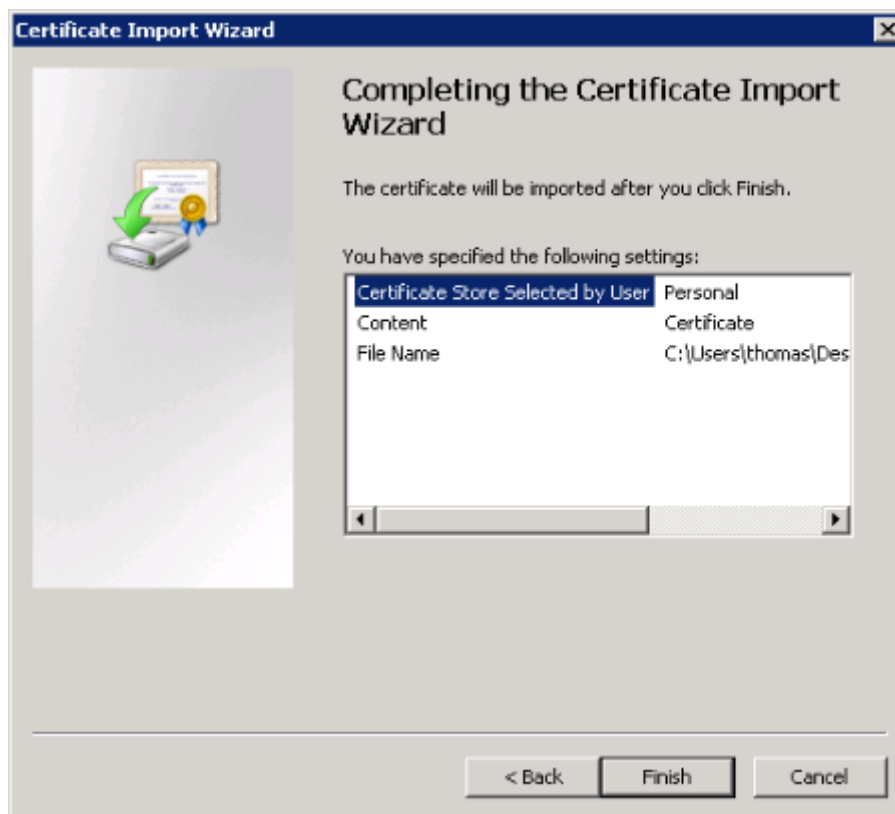 Certificate Import Wizard
Completing the Certificate Import
Wizard
The certificate will be imported after you click Finish.
You have specified the following settings:
Certificate Store Selected by User Personal
Content Certificate
File Name C:\Users\thomas\Des
< Back Finish Cancel